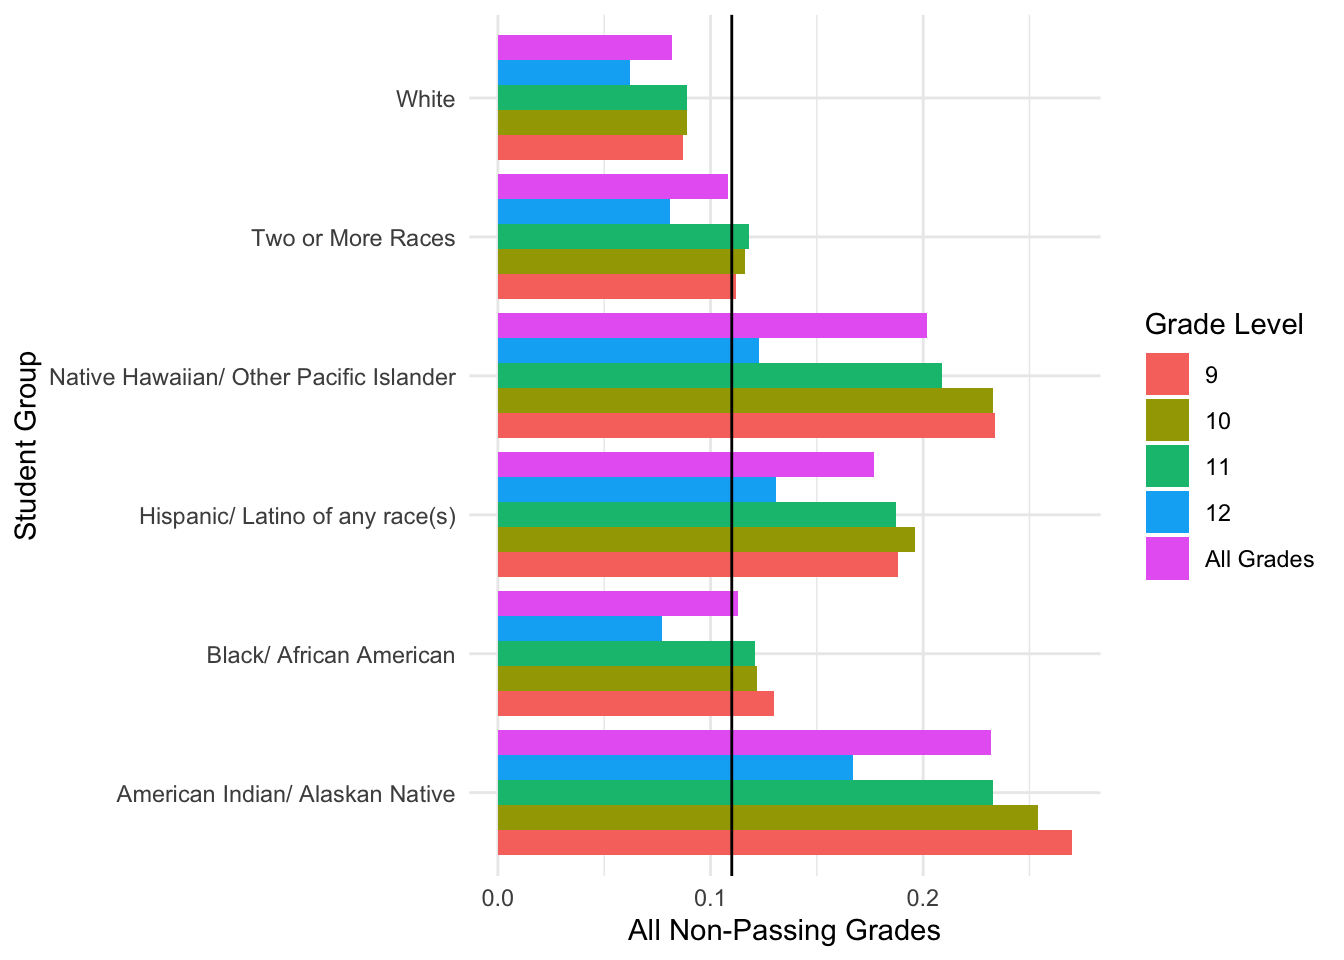 White
Two or More Races
Native Hawaiian/ Other Pacific Islander
Hispanic/ Latino of any race(s)
Black/ African American
American Indian/ Alaskan Native
Student Group
0.0 0.1 0.2
All Non-Passing Grades
Grade Level
9
10
11
12
All Grades